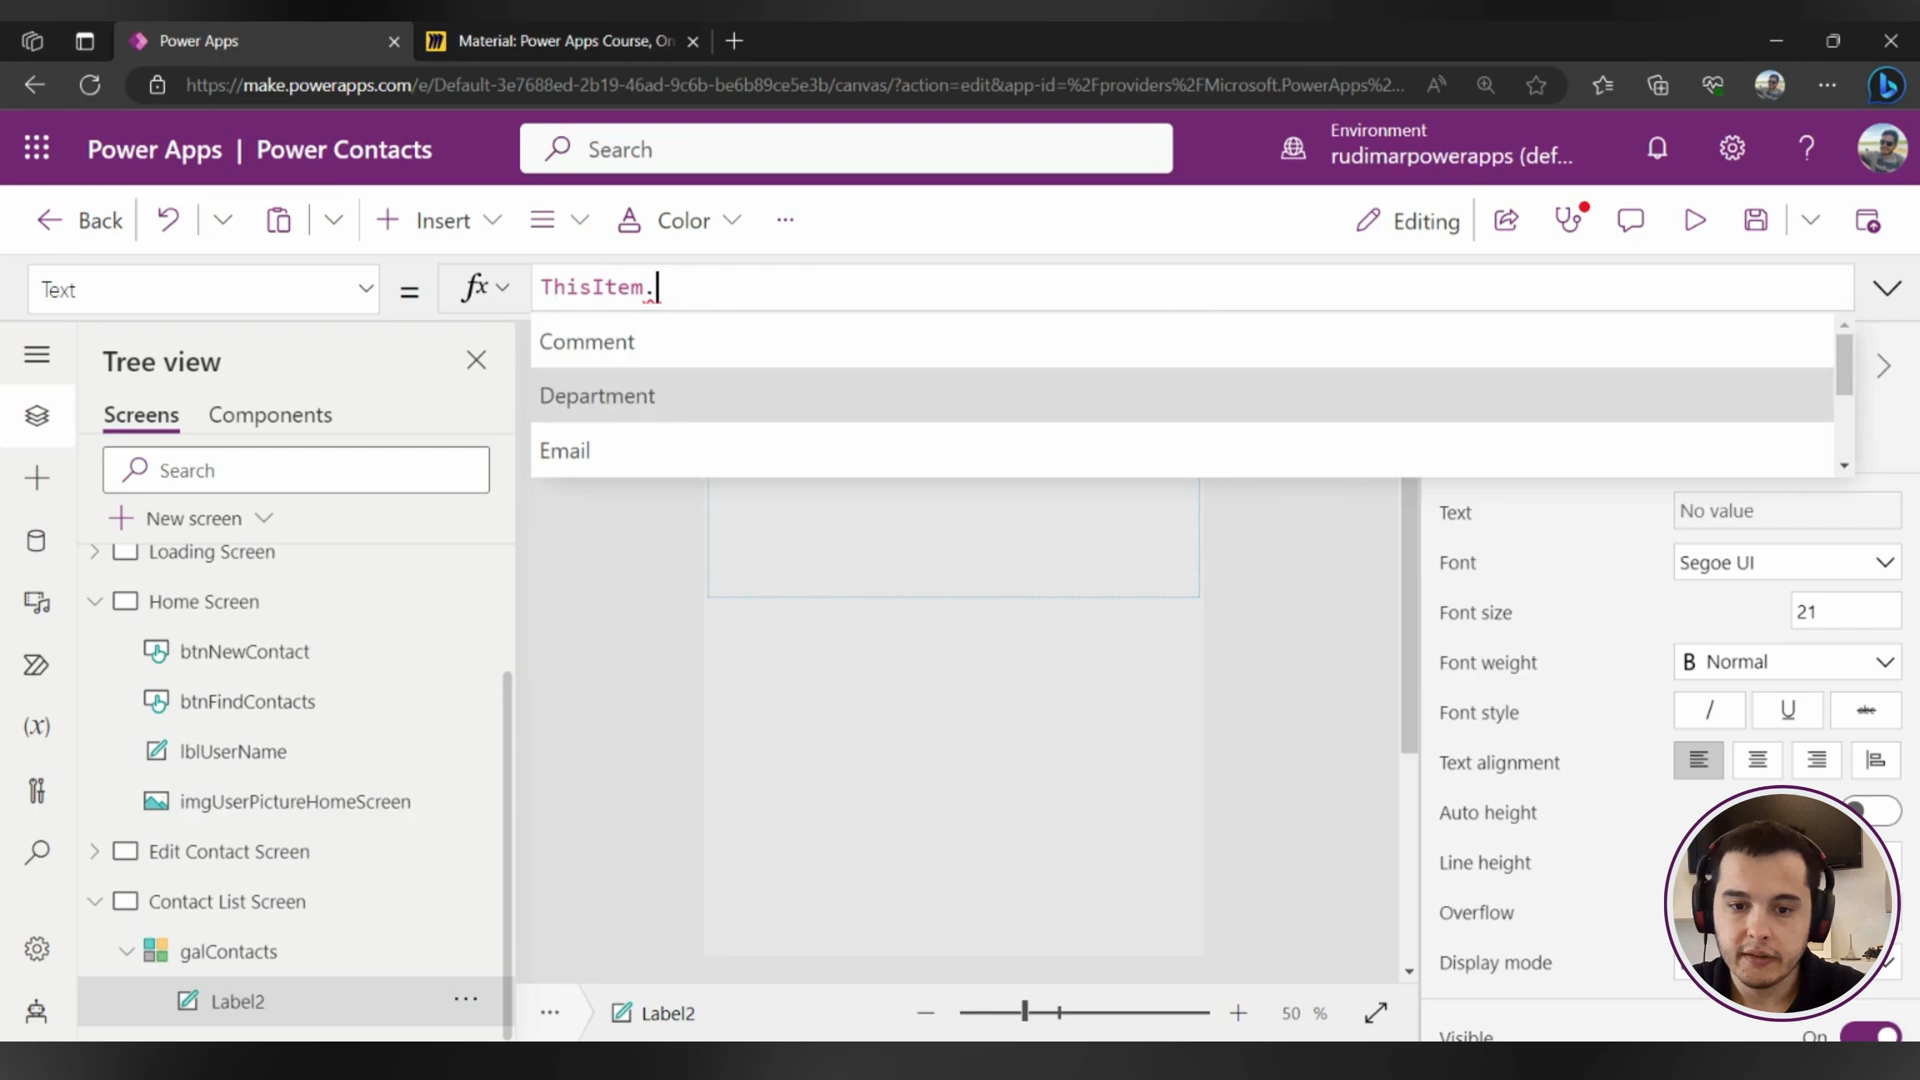 Power Apps
Material: Power Apps Course, On
https://make.powerapps.com/e/Default-3e7688ed-2b19-46ad-9c6b-be6b89ce5e3b/canvas/?action=edit&app-id=%2Fproviders%2FMicrosoft.PowerApps%2...
Power Apps | Power Contacts
Search
Environment
rudimarpowerapps (def...
Back
Insert
Color
Editing
Text
=
fx
ThisItem.
Comment
Department
Email
Tree view
Screens
Components
Search
New screen
Loading Screen
Home Screen
btnNewContact
btnFindContacts
lblUserName
imgUserPictureHomeScreen
Edit Contact Screen
Contact List Screen
galContacts
Label2
Label2
50 %
Text
No value
Font
Segoe UI
Font size
21
Font weight
B Normal
Font style
/ U abc
Text alignment
Auto height
Line height
Overflow
Display mode
Visible
On